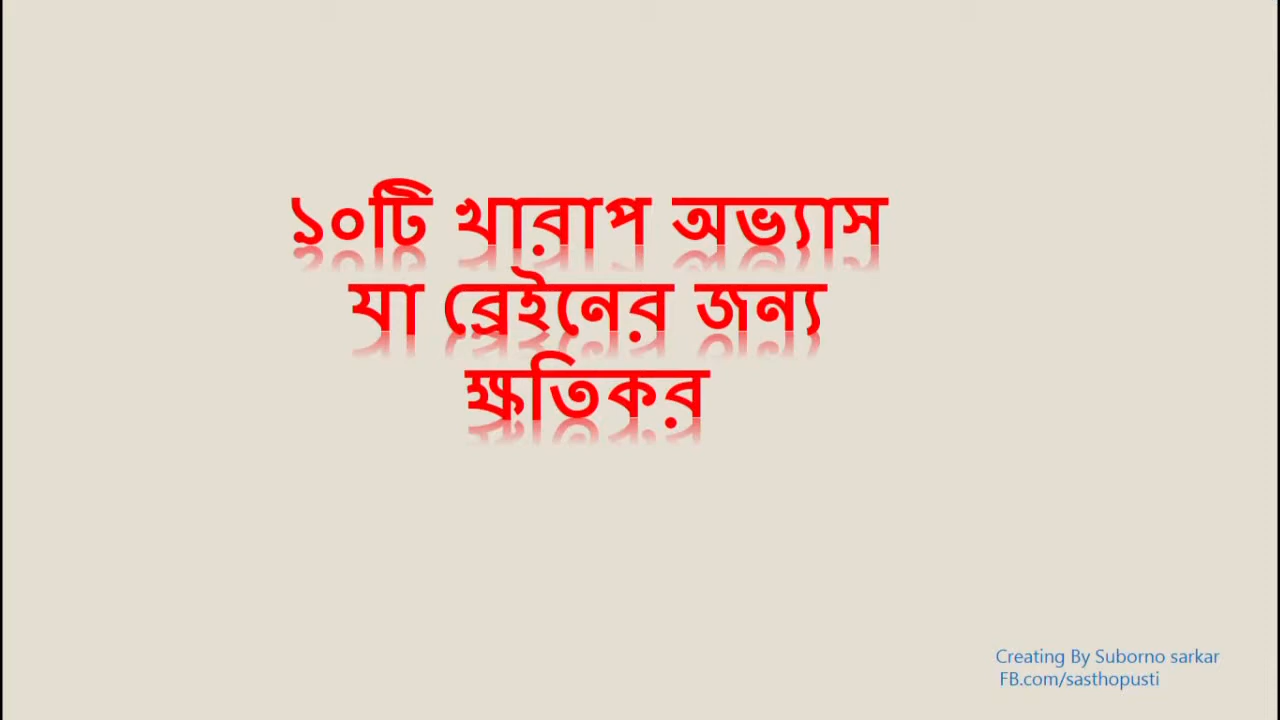 ১০টি খারাপ অভ্যাস
যা ব্রেইনের জন্য
ক্ষতিকর
Creating By Suborno sarkar
FB.com/sasthopusti